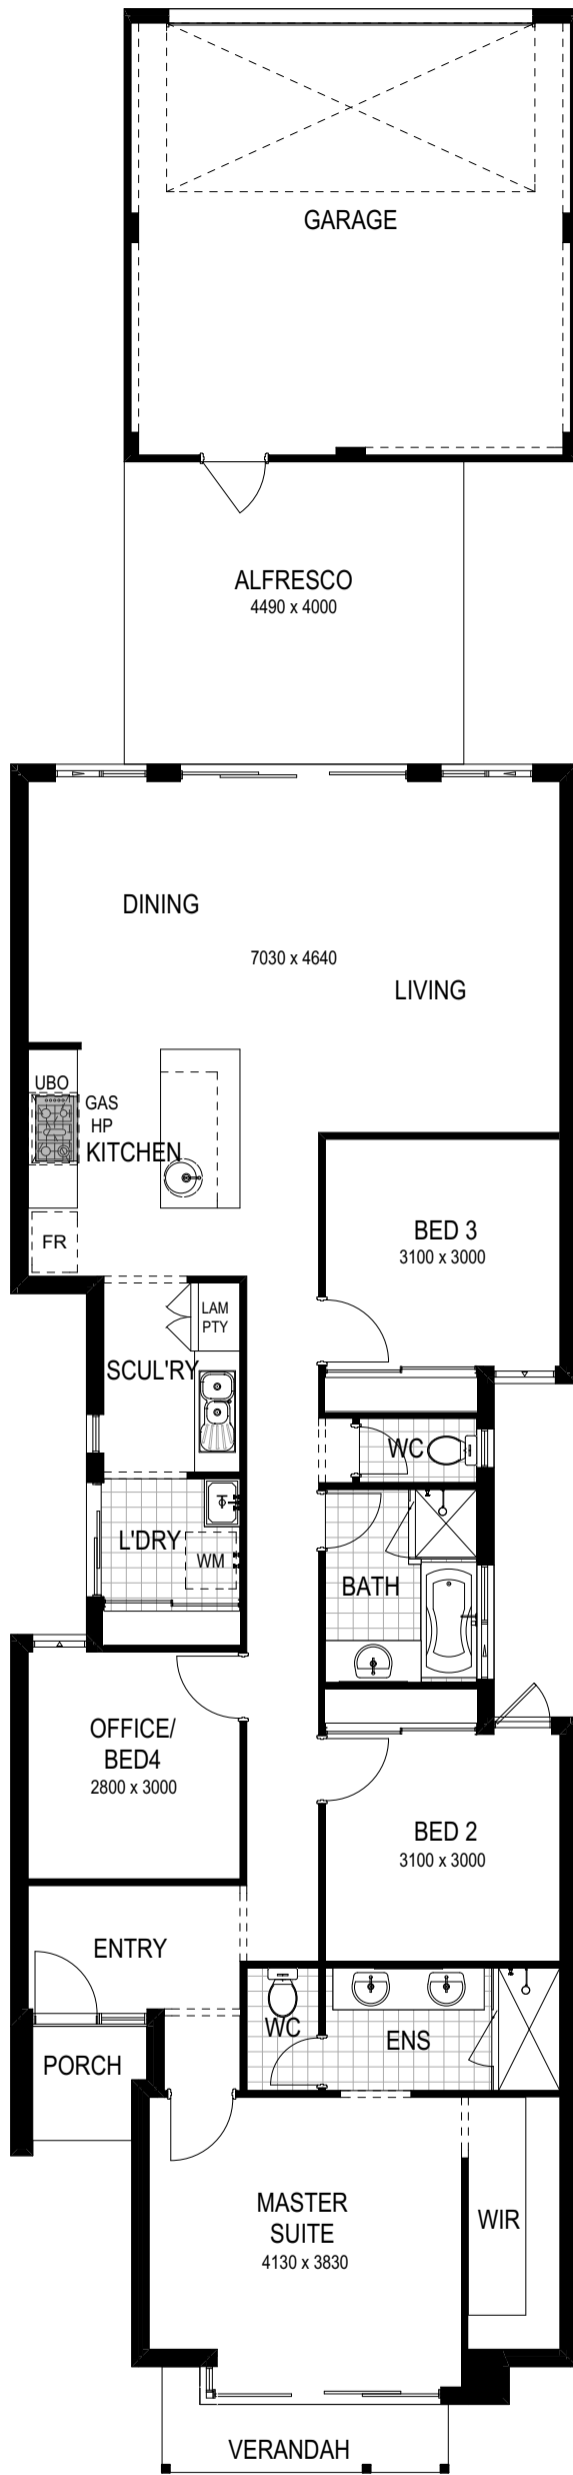 GARAGE
ALFRESCO
4490 x 4000
DINING
7030 x 4640
LIVING
UBO
GAS
HP
KITCHEN
FR
BED 3
3100 x 3000
LAM
PTY
SCUL'RY
WC
L'DRY
WM
BATH
OFFICE/
BED4
2800 x 3000
BED 2
3100 x 3000
ENTRY
WC
ENS
PORCH
MASTER
SUITE
4130 x 3830
WIR
VERANDAH